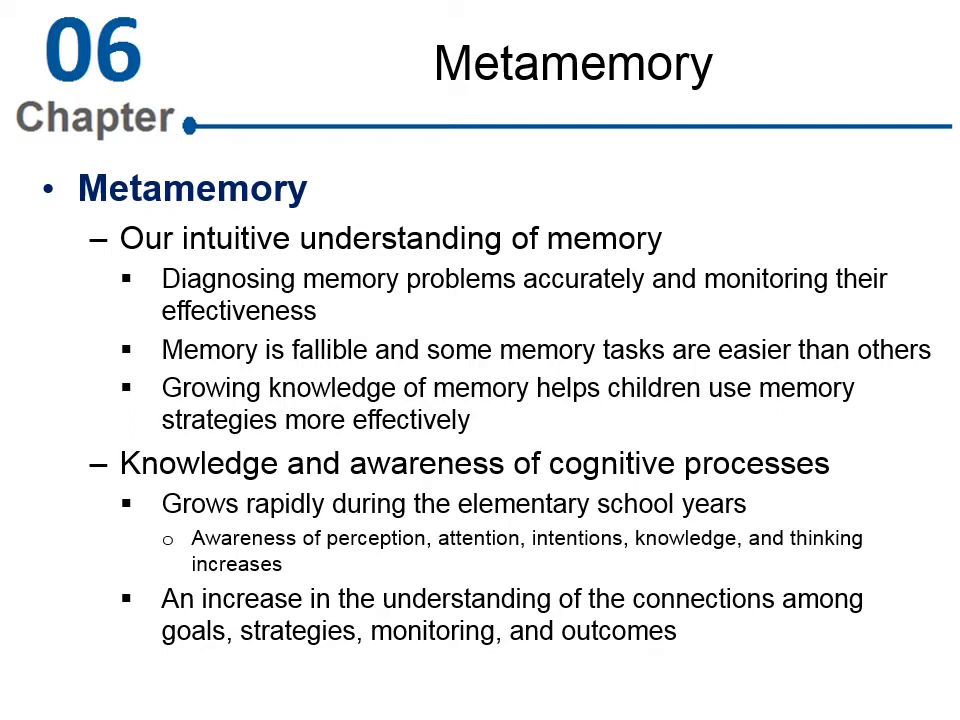 06
Chapter
Metamemory
• Metamemory
– Our intuitive understanding of memory
▪ Diagnosing memory problems accurately and monitoring their
effectiveness
▪ Memory is fallible and some memory tasks are easier than others
▪ Growing knowledge of memory helps children use memory
strategies more effectively
– Knowledge and awareness of cognitive processes
▪ Grows rapidly during the elementary school years
o Awareness of perception, attention, intentions, knowledge, and thinking
increases
▪ An increase in the understanding of the connections among
goals, strategies, monitoring, and outcomes